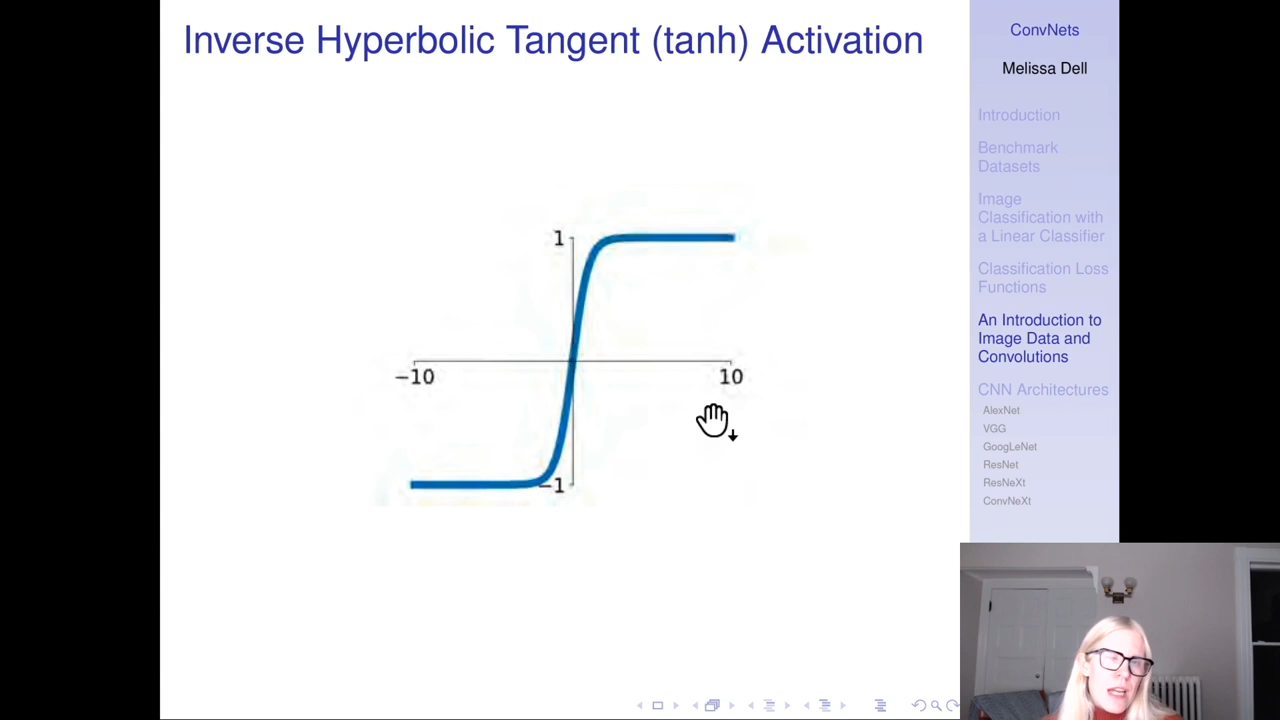 Inverse Hyperbolic Tangent (tanh) Activation
1
−10
10
−1
ConvNets
Melissa Dell
Introduction
Benchmark
Datasets
Image
Classification with
a Linear Classifier
Classification Loss
Functions
An Introduction to
Image Data and
Convolutions
CNN Architectures
AlexNet
VGG
GoogLeNet
ResNet
ResNeXt
ConvNeXt